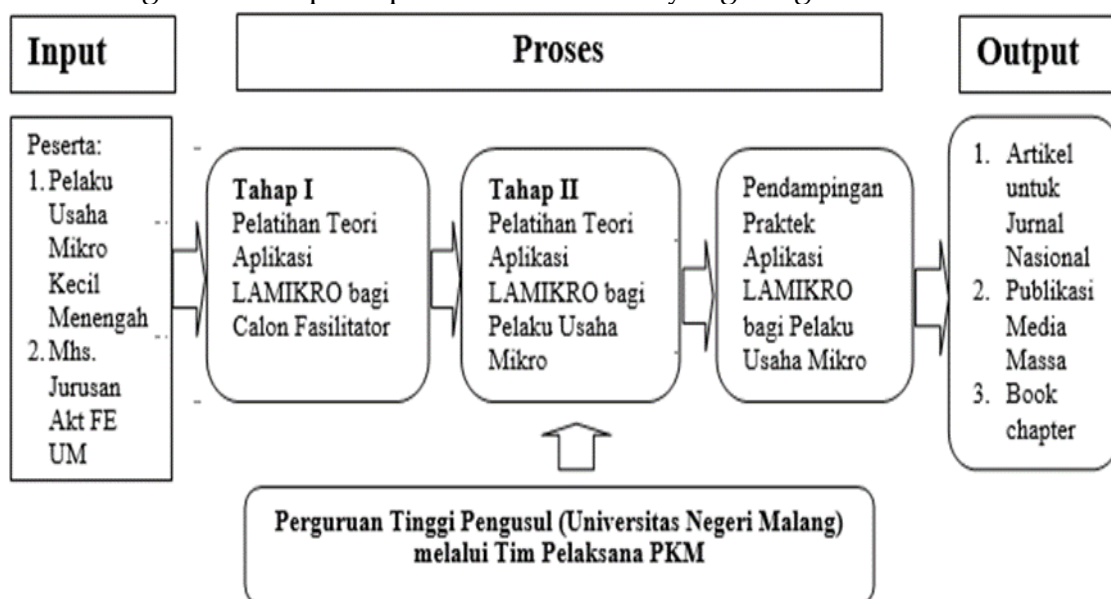 Input
Proses
Output
Peserta:
1. Pelaku
Usaha
Mikro
Kecil
Menengah
2. Mhs.
Jurusan
Akt FE
UM
Tahap I
Pelatihan Teori
Aplikasi
LAMIKRO bagi
Calon Fasilitator
Tahap II
Pelatihan Teori
Aplikasi
LAMIKRO bagi
Pelaku Usaha
Mikro
Pendampingan
Praktek
Aplikasi
LAMIKRO
bagi Pelaku
Usaha Mikro
1. Artikel
untuk
Jurnal
Nasional
2. Publikasi
Media
Massa
3. Book
chapter
Perguruan Tinggi Pengusul (Universitas Negeri Malang)
melalui Tim Pelaksana PKM